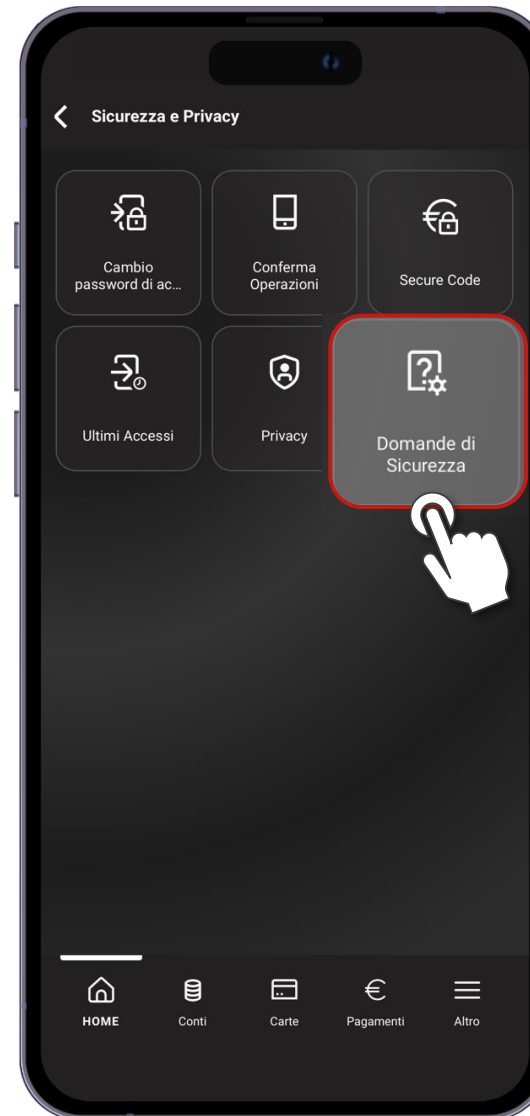 Sicurezza e Privacy
Cambio
password di ac...
Conferma
Operazioni
Secure Code
Ultimi Accessi
Privacy
Domande di
Sicurezza
HOME
Conti
Carte
Pagamenti
Altro